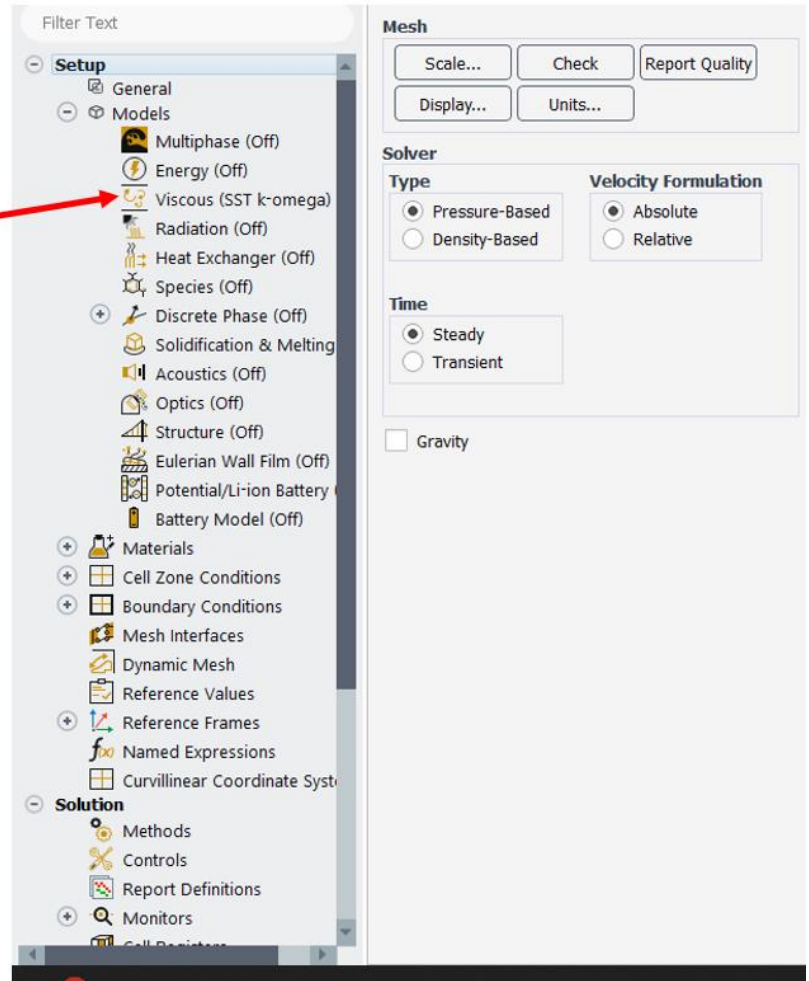 Filter Text
Setup
General
Models
Multiphase (Off)
Energy (Off)
Viscous (SST k-omega)
Radiation (Off)
Heat Exchanger (Off)
Species (Off)
Discrete Phase (Off)
Solidification & Melting
Acoustics (Off)
Optics (Off)
Structure (Off)
Eulerian Wall Film (Off)
Potential/Li-ion Battery
Battery Model (Off)
Materials
Cell Zone Conditions
Boundary Conditions
Mesh Interfaces
Dynamic Mesh
Reference Values
Reference Frames
f(x) Named Expressions
Curvillinear Coordinate Syst
Solution
Methods
Controls
Report Definitions
Monitors
Cell Registers
Mesh
Scale... Check Report Quality
Display... Units...
Solver
Type Velocity Formulation
Pressure-Based Absolute
Density-Based Relative
Time
Steady
Transient
Gravity